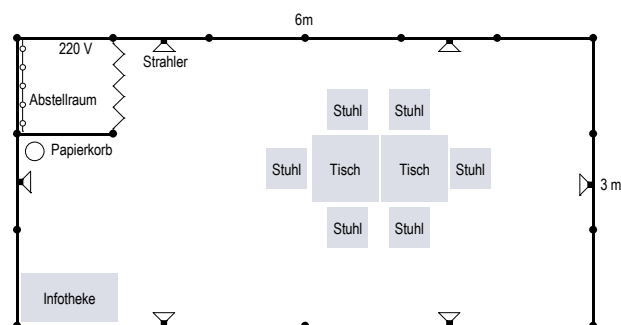 6m
220 V
Strahler
Abstellraum
Stuhl Stuhl
Papierkorb
Stuhl Tisch Tisch Stuhl
3 m
Stuhl Stuhl
Infotheke